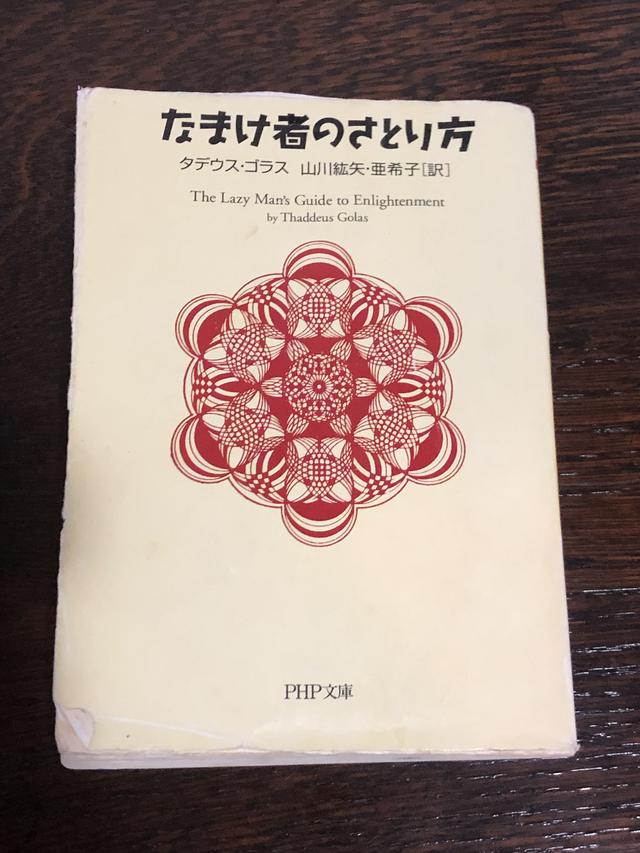 なまけ者のさとり方
タデウス・ゴラス 山川紘矢・亜希子[訳]
The Lazy Man's Guide to Enlightenment
by Thaddeus Golas
PHP文庫